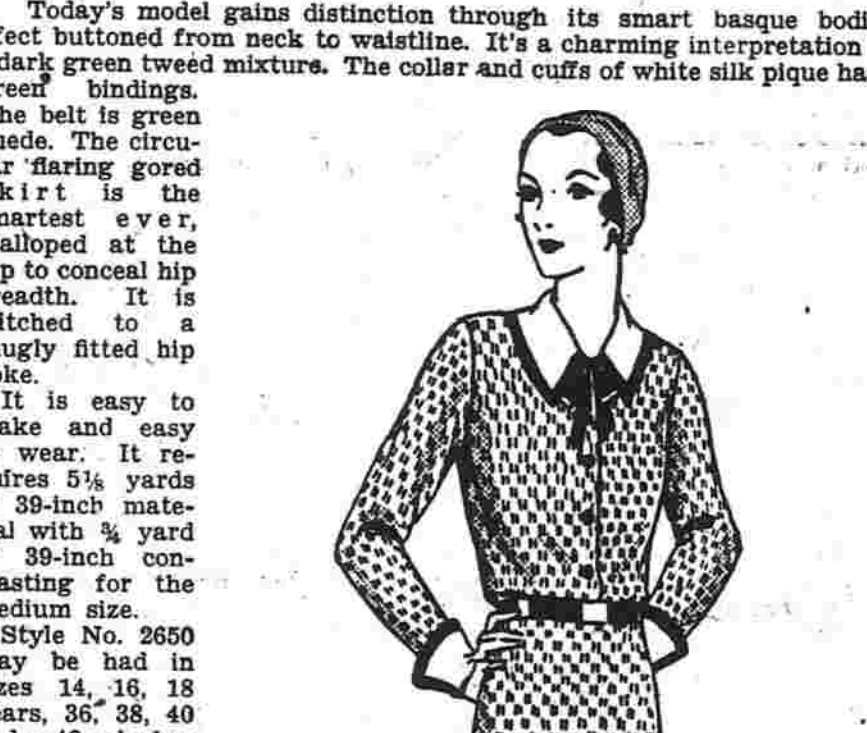 Today's model gains distinction through its smart basque bodi
fect buttoned from neck to waistline. It's a charming interpretation
dark green tweed mixture. The collar and cuffs of white silk pique ha
reen bindings.
he belt is green
uede. The circu-
ar flaring gored
kirt is the
martest ever,
alloped at the
p to conceal hip
readth. It is
itched to a
ugly fitted hip
oke.
It is easy to
ake and easy
wear. It re-
uires 5⅛ yards
39-inch mate-
al with ¾ yard
39-inch con-
asting for the
edium size.
Style No. 2650
ay be had in
zes 14, 16, 18
ears, 36, 38, 40